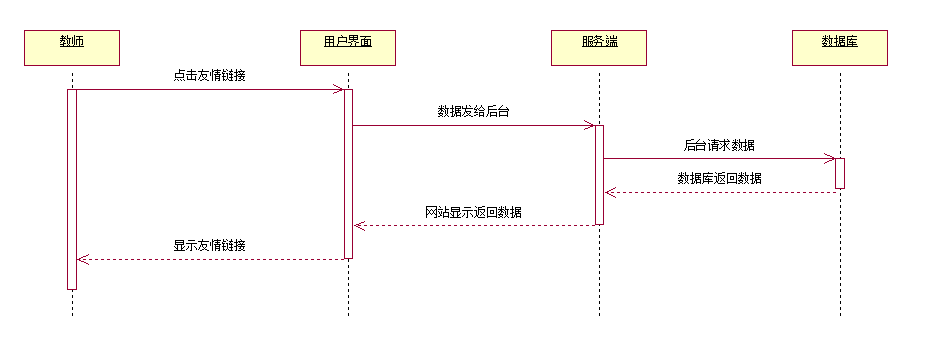 教师
用户界面
服务端
数据库
点击友情链接
数据发给后台
后台请求数据
数据库返回数据
网站显示返回数据
显示友情链接